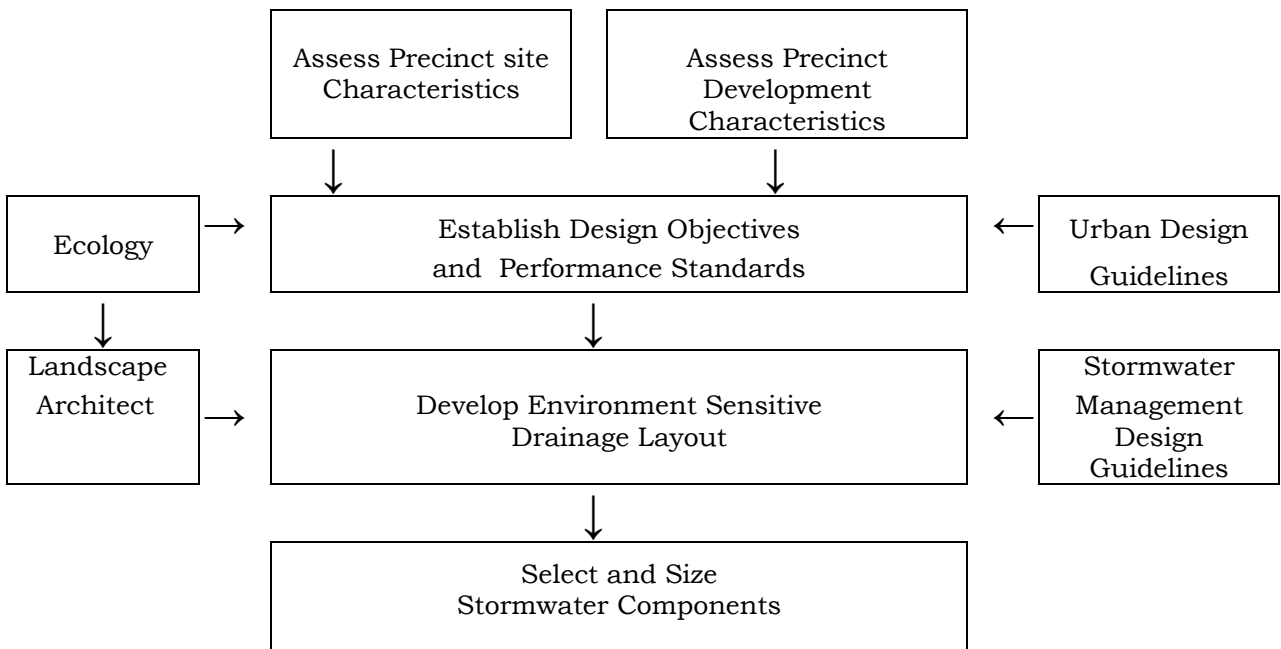 Assess Precinct site
Characteristics
Assess Precinct
Development
Characteristics
Ecology
Establish Design Objectives
and Performance Standards
Urban Design
Guidelines
Landscape
Architect
Develop Environment Sensitive
Drainage Layout
Stormwater
Management
Design
Guidelines
Select and Size
Stormwater Components